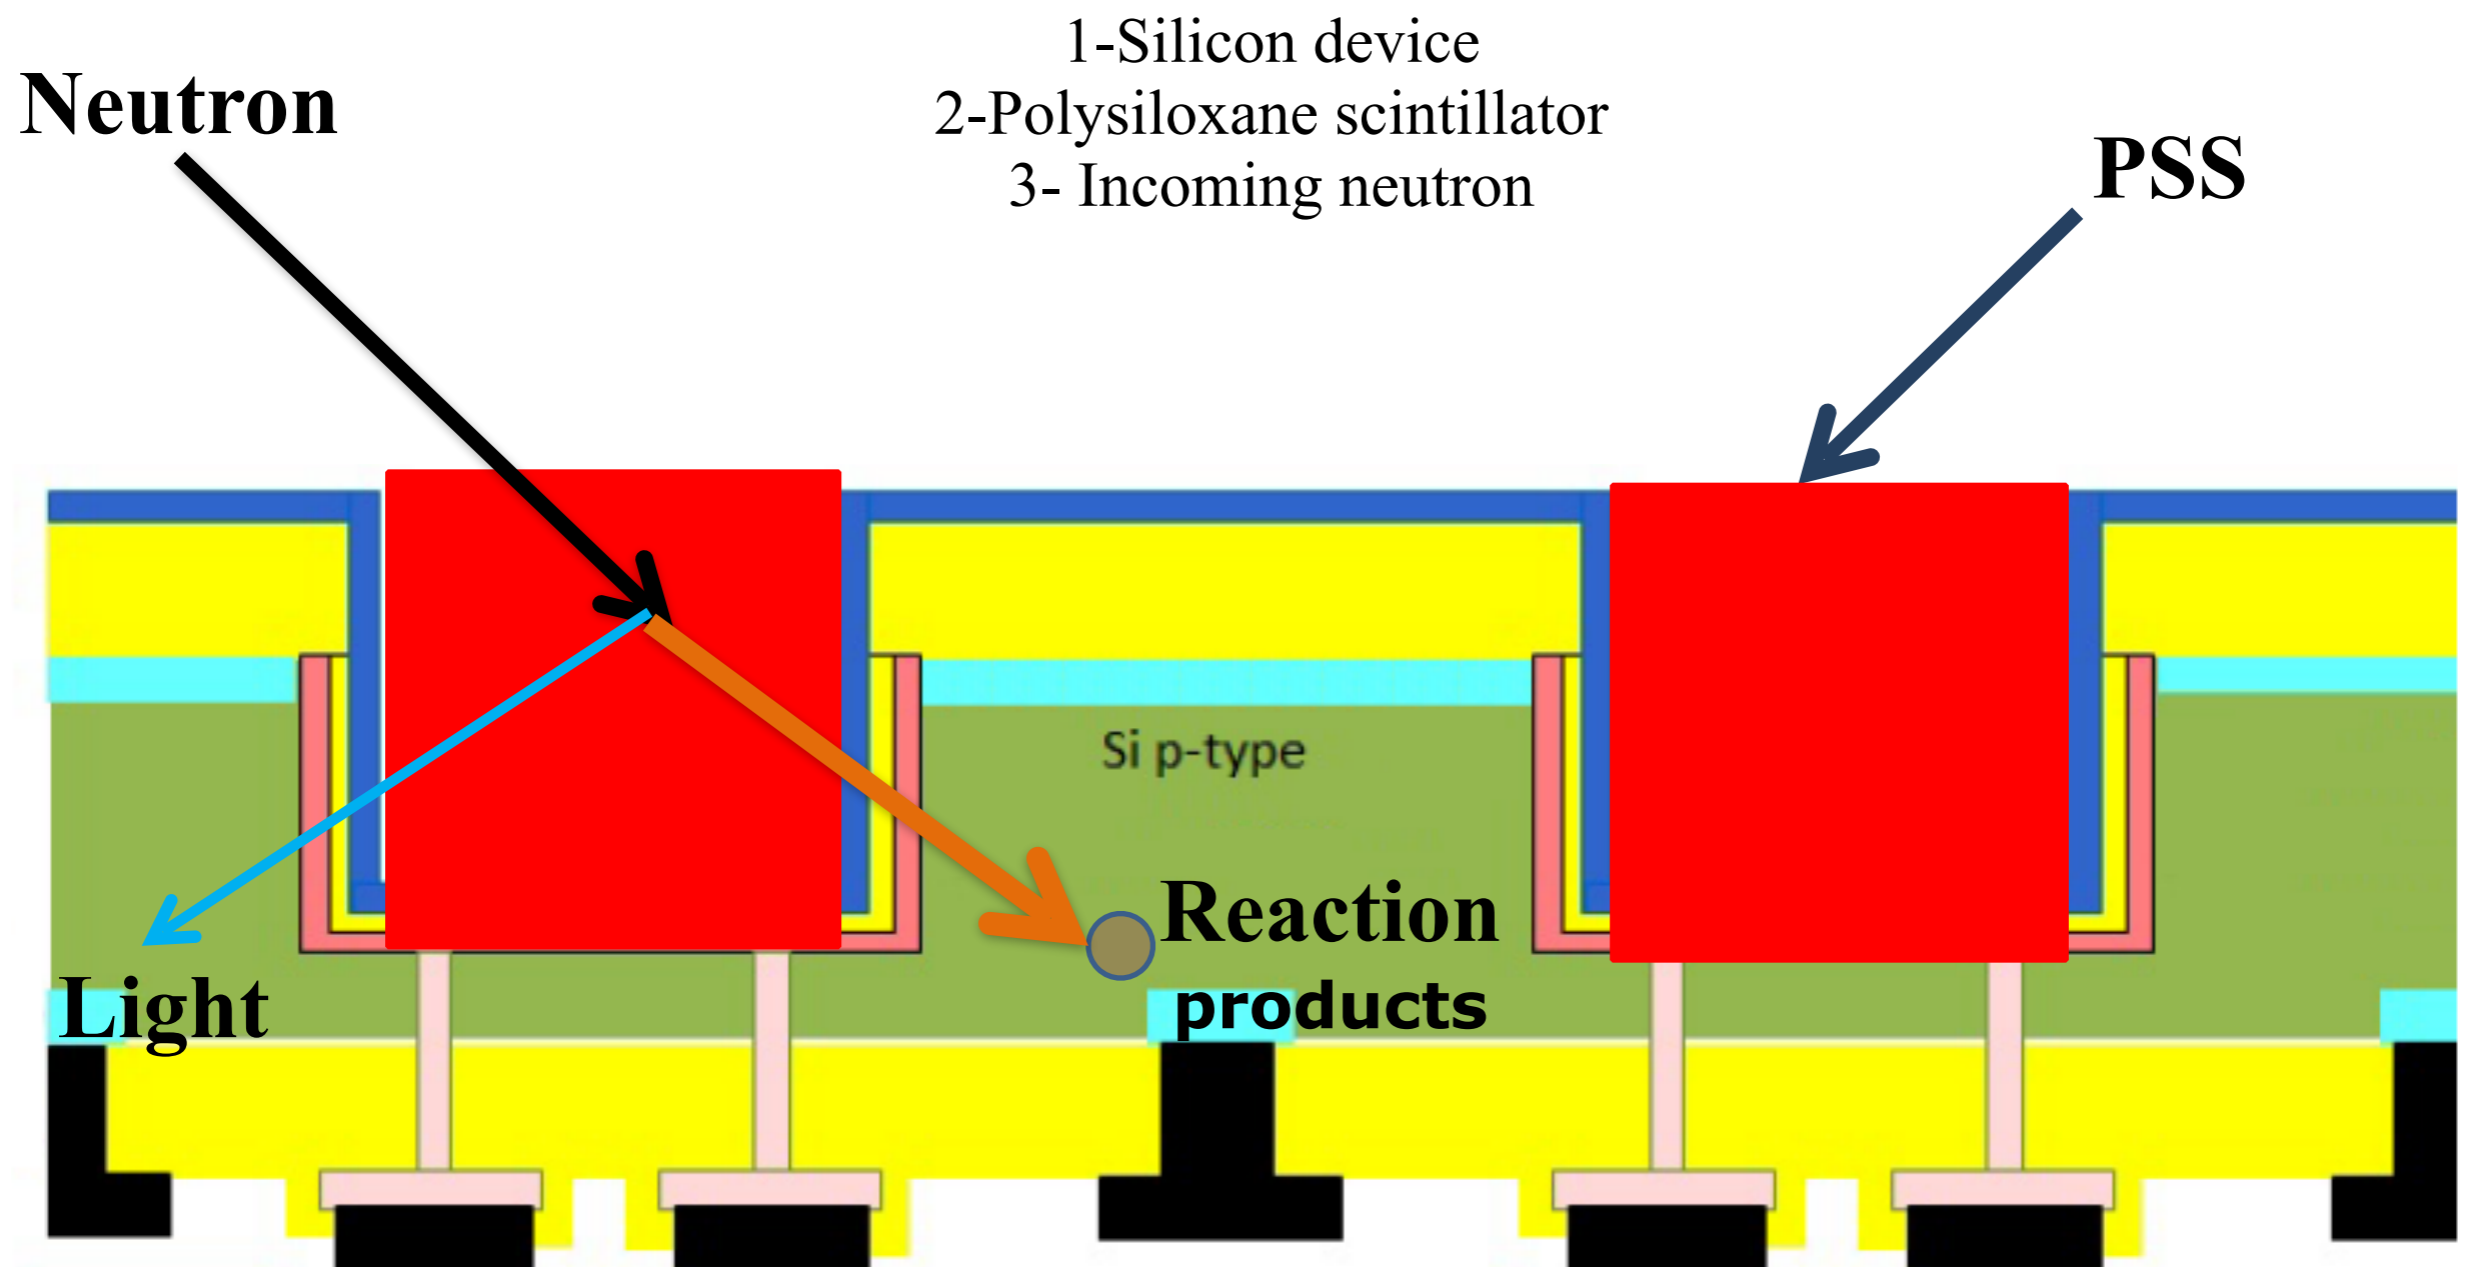 1-Silicon device
2-Polysiloxane scintillator
3- Incoming neutron
Neutron
PSS
Si p-type
Reaction
products
Light